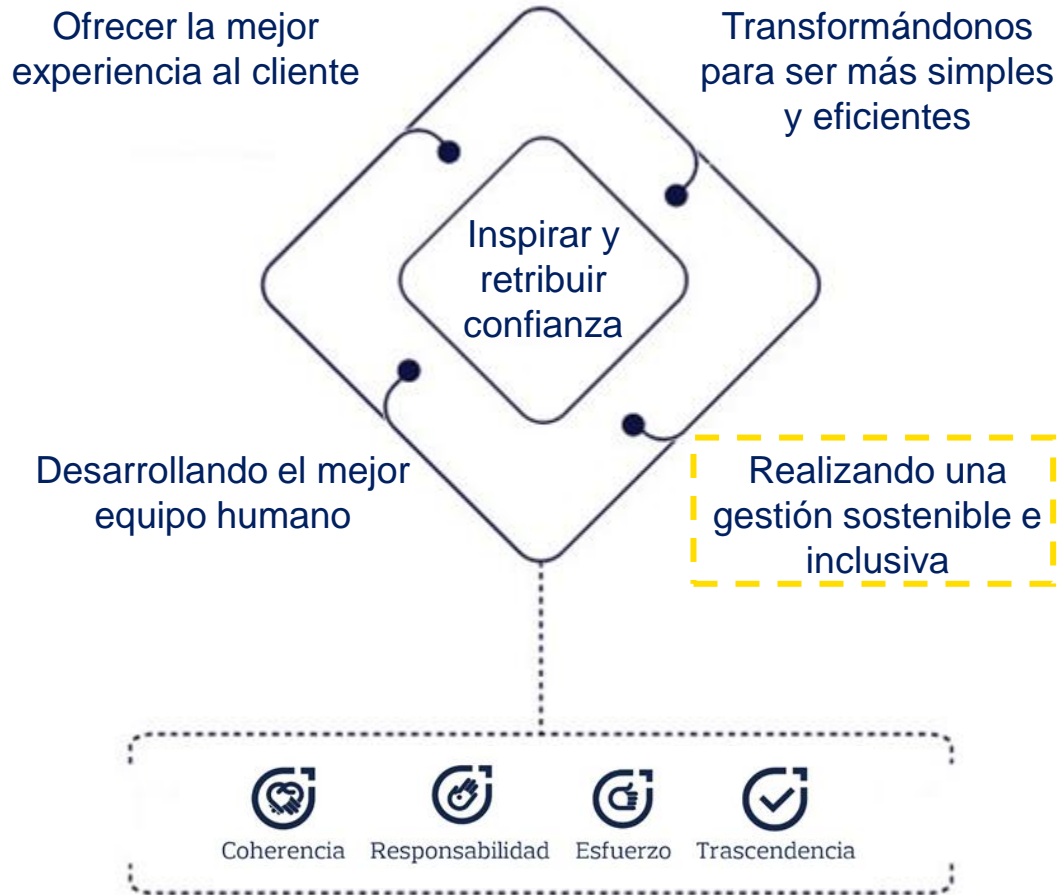 Ofrecer la mejor
experiencia al cliente
Transformándonos
para ser más simples
y eficientes
Inspirar y
retribuir
confianza
Desarrollando el mejor
equipo humano
Realizando una
gestión sostenible e
inclusiva
Coherencia
Responsabilidad
Esfuerzo
Trascendencia